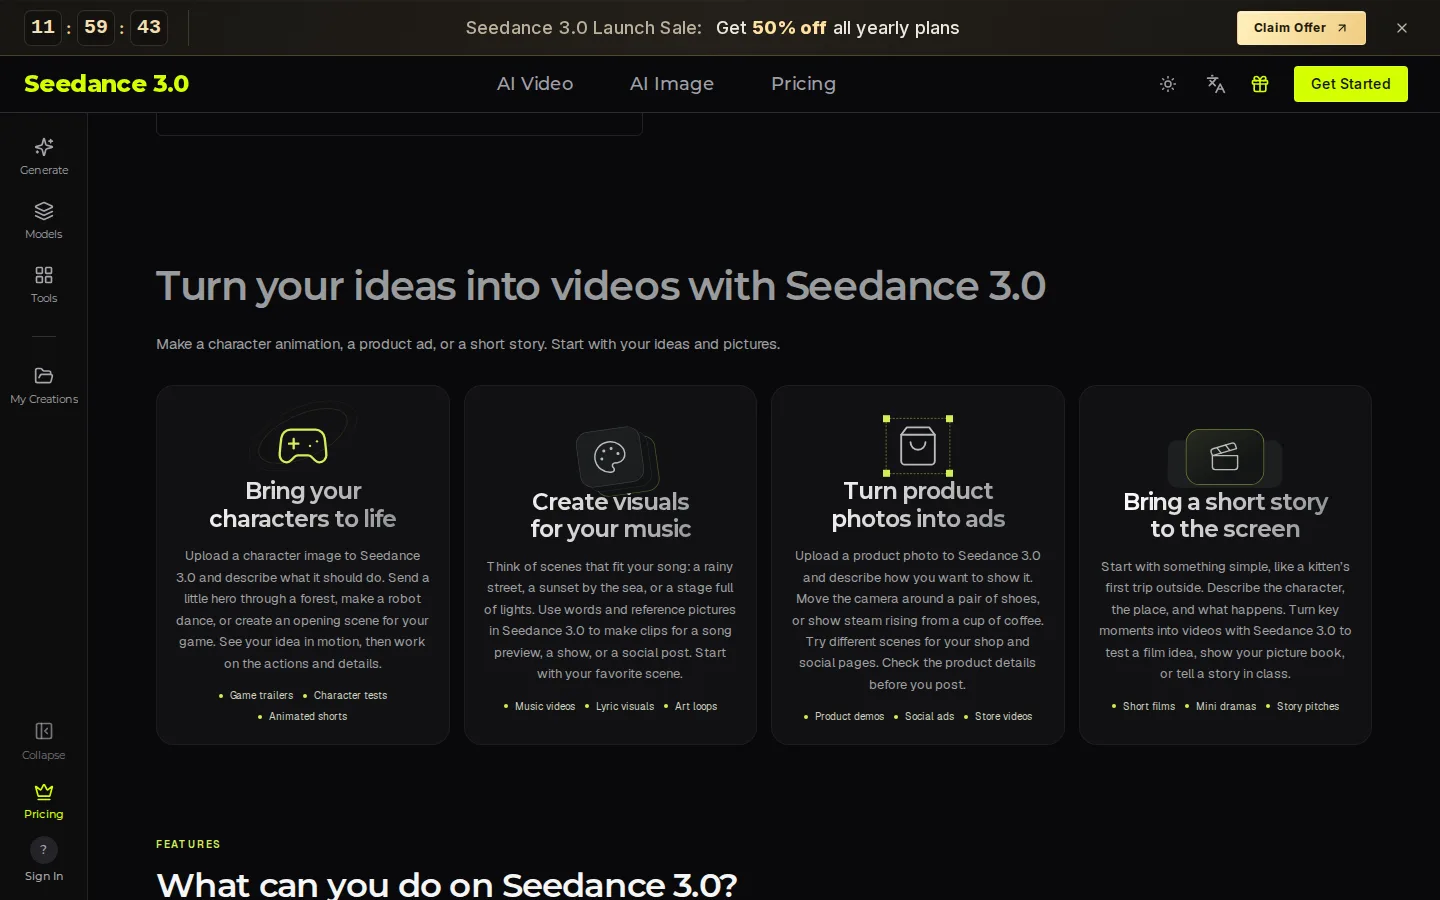 11 : 59 : 43
Seedance 3.0 Launch Sale: Get 50% off all yearly plans
Claim Offer
Seedance 3.0
AI Video
AI Image
Pricing
Get Started
Generate
Models
Tools
My Creations
Collapse
Pricing
?
Sign In
Turn your ideas into videos with Seedance 3.0
Make a character animation, a product ad, or a short story. Start with your ideas and pictures.
Bring your
characters to life
Upload a character image to Seedance
3.0 and describe what it should do. Send a
little hero through a forest, make a robot
dance, or create an opening scene for your
game. See your idea in motion, then work
on the actions and details.
• Game trailers • Character tests
• Animated shorts
Create visuals
for your music
Think of scenes that fit your song: a rainy
street, a sunset by the sea, or a stage full
of lights. Use words and reference pictures
in Seedance 3.0 to make clips for a song
preview, a show, or a social post. Start
with your favorite scene.
• Music videos • Lyric visuals • Art loops
Turn product
photos into ads
Upload a product photo to Seedance 3.0
and describe how you want to show it.
Move the camera around a pair of shoes,
or show steam rising from a cup of coffee.
Try different scenes for your shop and
social pages. Check the product details
before you post.
• Product demos • Social ads • Store videos
Bring a short story
to the screen
Start with something simple, like a kitten's
first trip outside. Describe the character,
the place, and what happens. Turn key
moments into videos with Seedance 3.0 to
test a film idea, show your picture book,
or tell a story in class.
• Short films • Mini dramas • Story pitches
FEATURES
What can you do on Seedance 3.0?